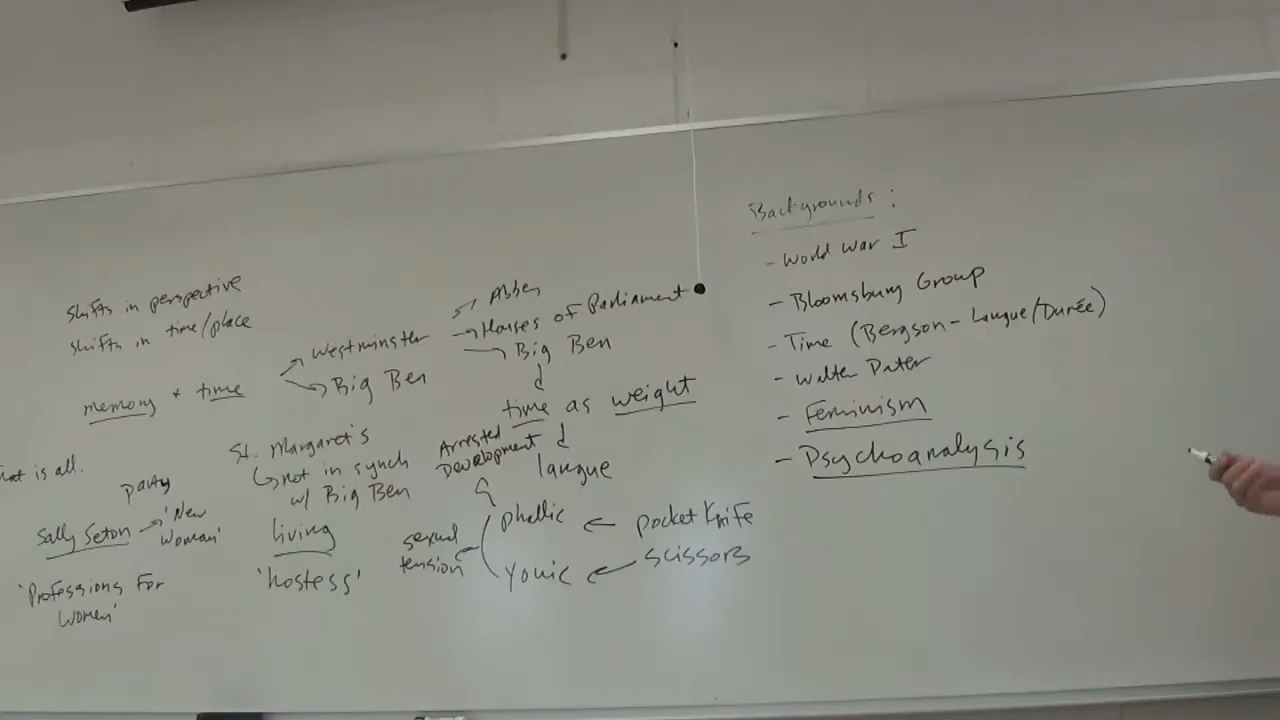 Shifts in perspective
Shifts in time/place
memory + time
Westminster
Big Ben
Abbey
Houses of Parliament
Big Ben
time as weight
langue
Arrested
Development
St. Margaret's
not in synch
w/ Big Ben
living
'hostess'
that is all.
party
Sally Seton
'New
Woman'
'Professions For
Women'
sexual
tension
phallic
pocket Knife
yonic
scissors
Backgrounds:
- World War I
- Bloomsbury Group
- Time (Bergson - Langue/Durée)
- Walter Pater
- Feminism
- Psychoanalysis